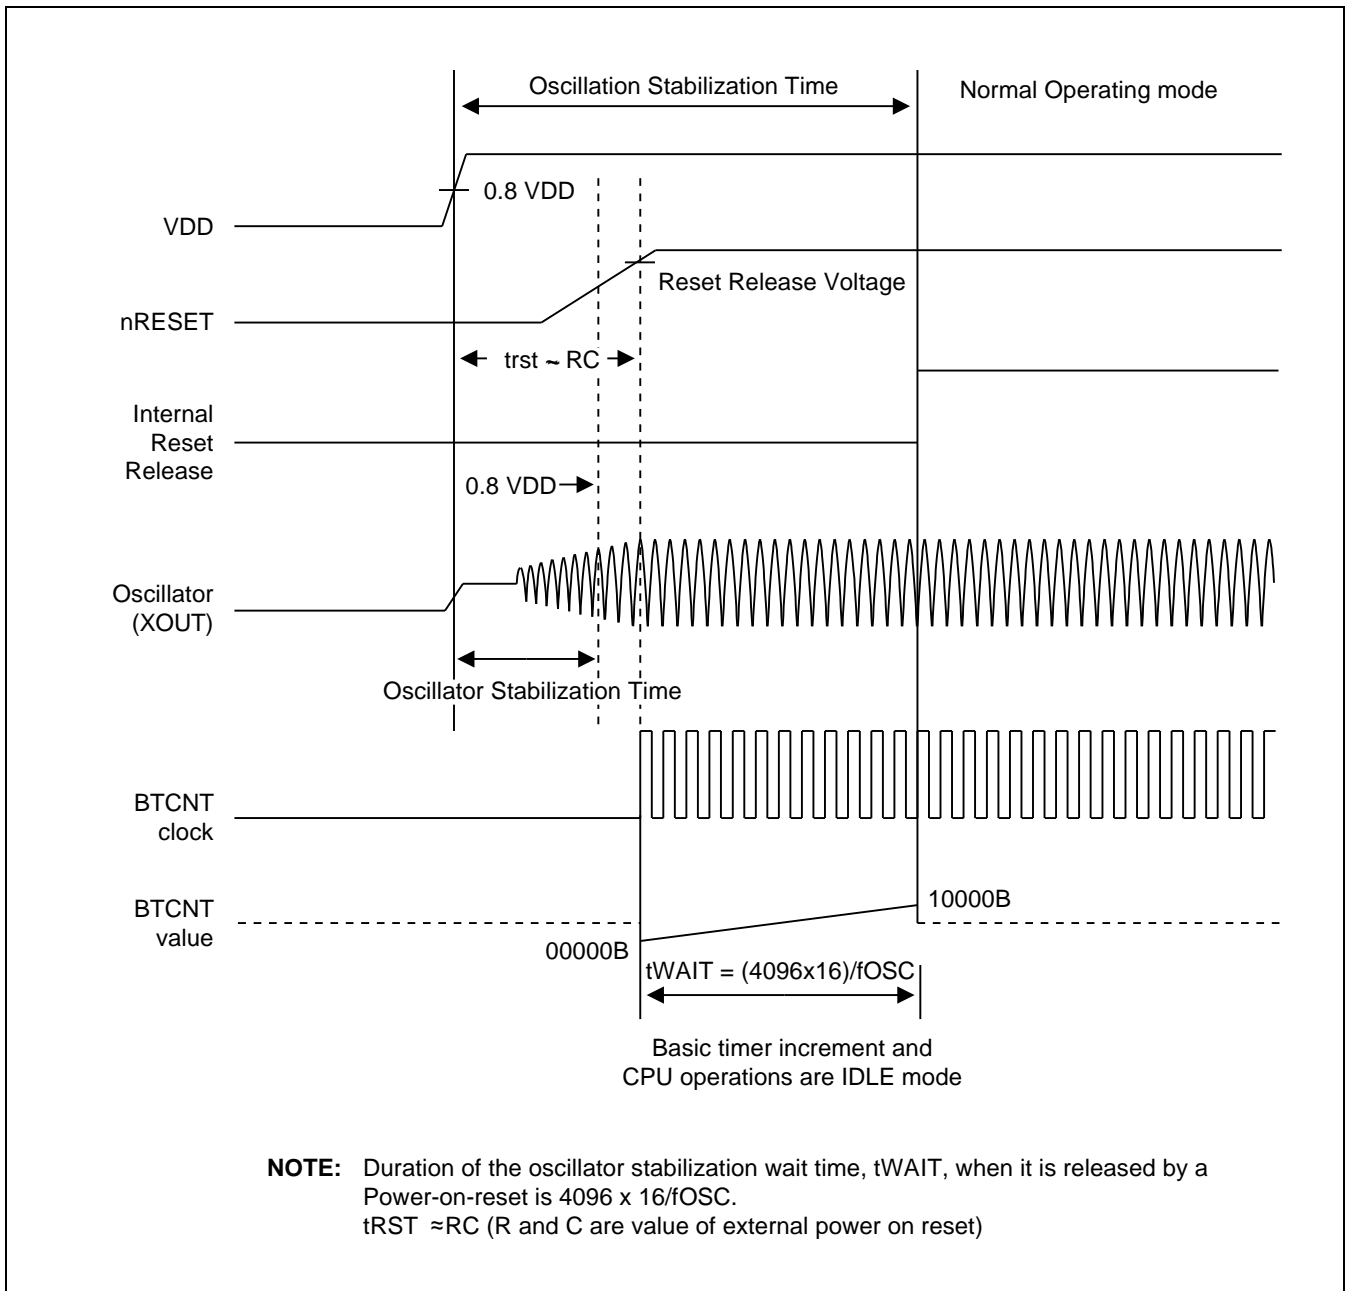 Oscillation Stabilization Time
Normal Operating mode
0.8 VDD
VDD
Reset Release Voltage
nRESET
trst ~ RC
Internal
Reset
Release
0.8 VDD
Oscillator
(XOUT)
Oscillator Stabilization Time
BTCNT
clock
BTCNT
value
10000B
00000B
tWAIT = (4096x16)/fOSC
Basic timer increment and
CPU operations are IDLE mode
NOTE: Duration of the oscillator stabilization wait time, tWAIT, when it is released by a
Power-on-reset is 4096 x 16/fOSC.
tRST ≈RC (R and C are value of external power on reset)